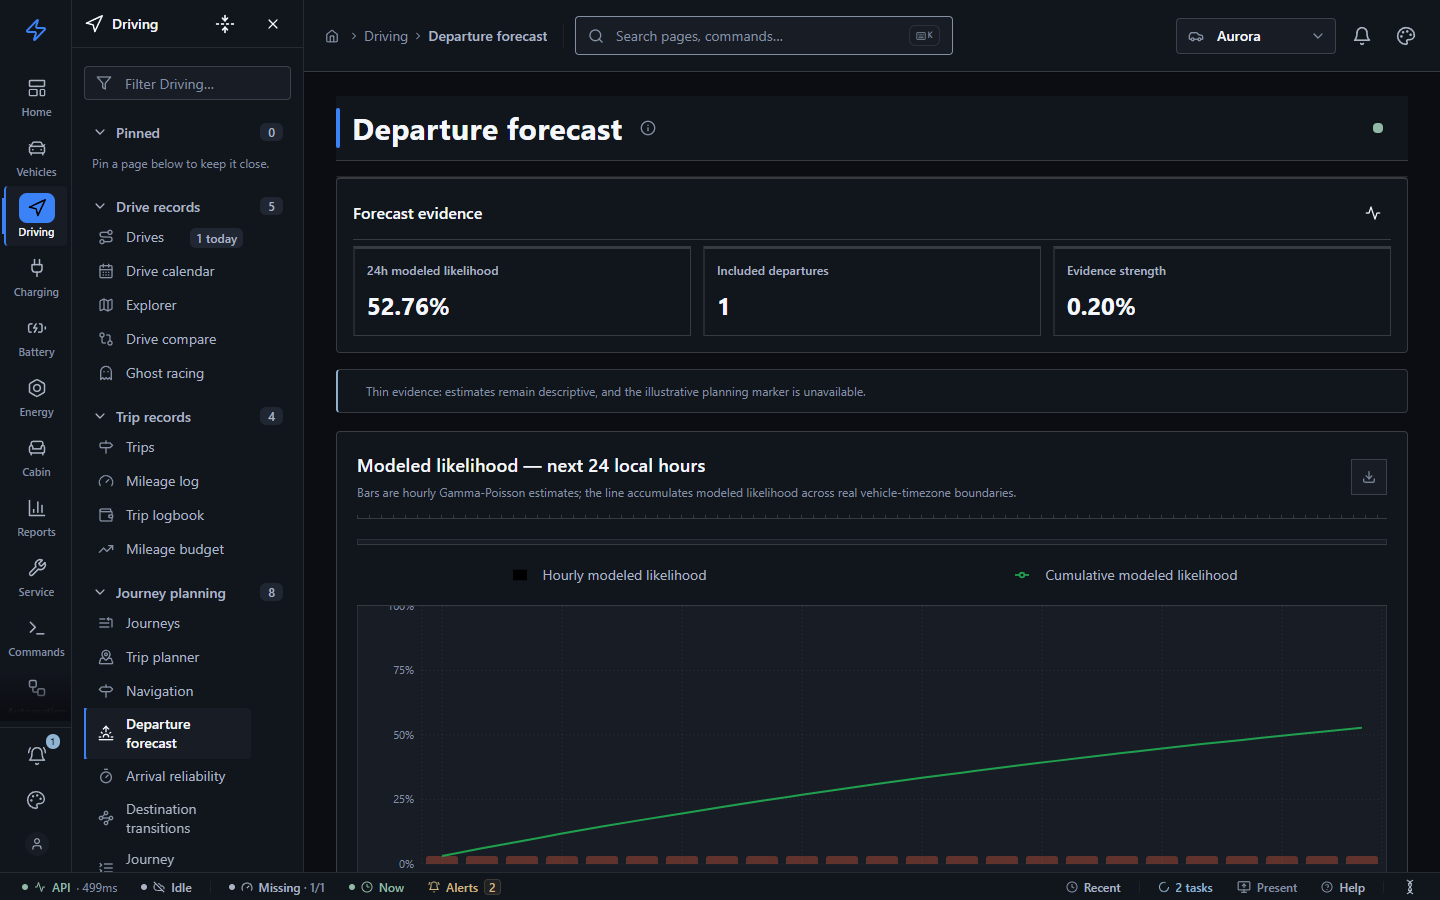 Driving
Driving
Departure forecast
Search pages, commands...
K
Aurora
Home
Vehicles
Driving
Charging
Battery
Energy
Cabin
Reports
Service
Commands
1
Filter Driving...
Pinned
0
Pin a page below to keep it close.
Drive records
5
Drives
1 today
Drive calendar
Explorer
Drive compare
Ghost racing
Trip records
4
Trips
Mileage log
Trip logbook
Mileage budget
Journey planning
8
Journeys
Trip planner
Navigation
Departure
forecast
Arrival reliability
Destination
transitions
Journey
Departure forecast
Forecast evidence
24h modeled likelihood
52.76%
Included departures
1
Evidence strength
0.20%
Thin evidence: estimates remain descriptive, and the illustrative planning marker is unavailable.
Modeled likelihood — next 24 local hours
Bars are hourly Gamma-Poisson estimates; the line accumulates modeled likelihood across real vehicle-timezone boundaries.
Hourly modeled likelihood
Cumulative modeled likelihood
100%
75%
50%
25%
0%
API · 499ms
Idle
Missing · 1/1
Now
Alerts 2
Recent
2 tasks
Present
Help